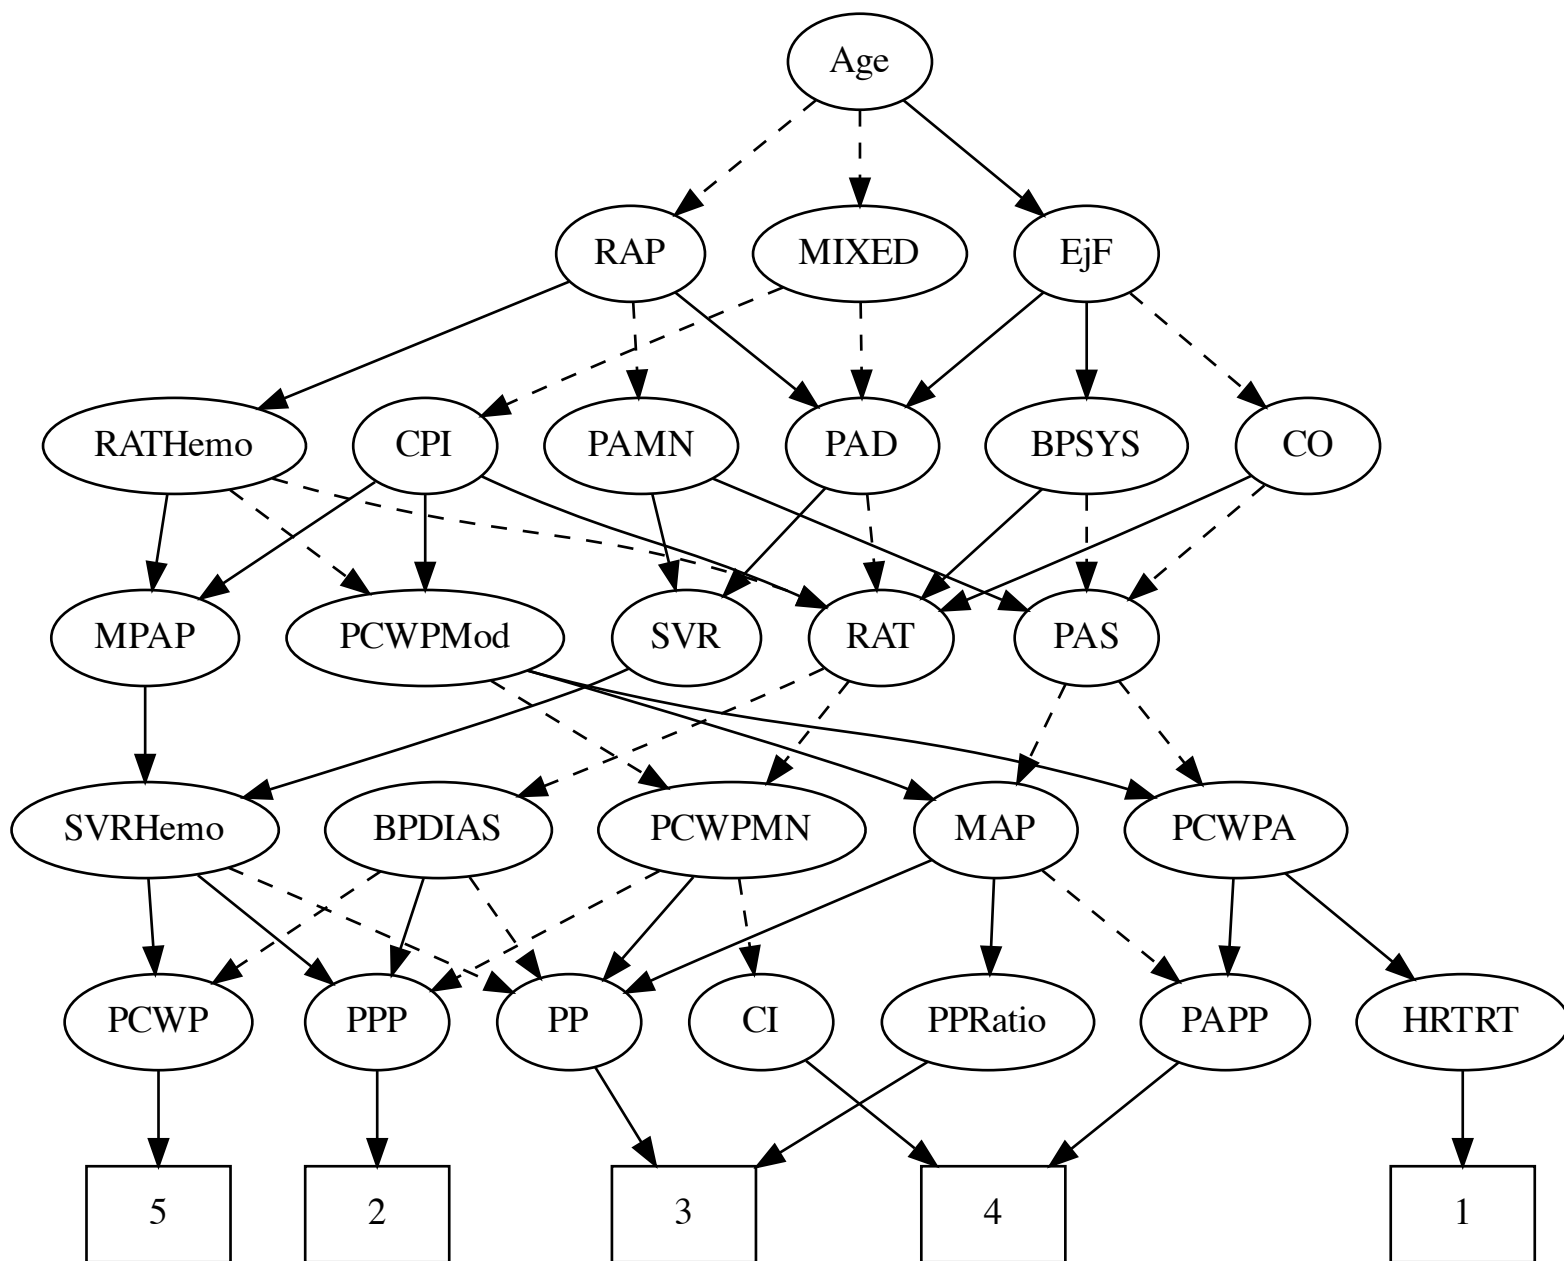 Age
RAP
MIXED
EjF
RATHemo
CPI
PAMN
PAD
BPSYS
CO
MPAP
PCWPMod
SVR
RAT
PAS
SVRHemo
BPDIAS
PCWPMN
MAP
PCWPA
PCWP
PPP
PP
CI
PPRatio
PAPP
HRTRT
5
2
3
4
1